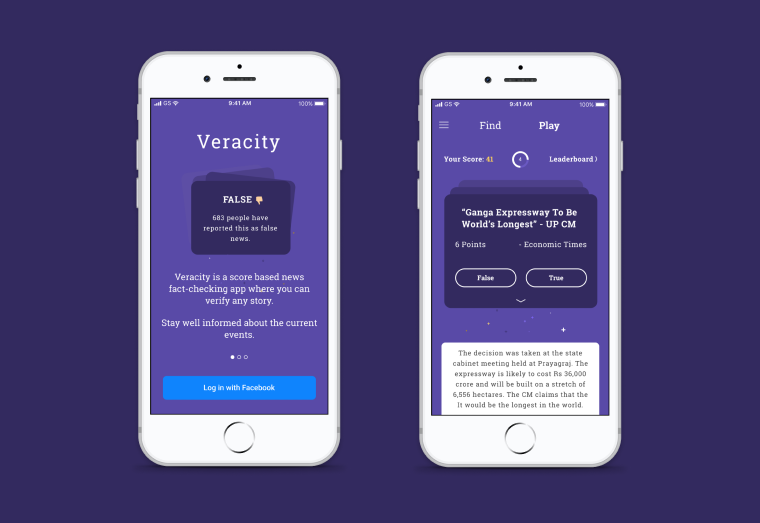 GS 9:41 AM 100%
Veracity
FALSE 👎🏼
683 people have
reported this as false
news.
Veracity is a score based news
fact-checking app where you can
verify any story.
Stay well informed about the current
events.
Log in with Facebook
GS 9:41 AM 100%
Find Play
Your Score: 41 4 Leaderboard
"Ganga Expressway To Be
World's Longest" - UP CM
6 Points - Economic Times
False True
The decision was taken at the state
cabinet meeting held at Prayagraj. The
expressway is likely to cost Rs 36,000
crore and will be built on a stretch of
6,556 hectares. The CM claims that the
It would be the longest in the world.